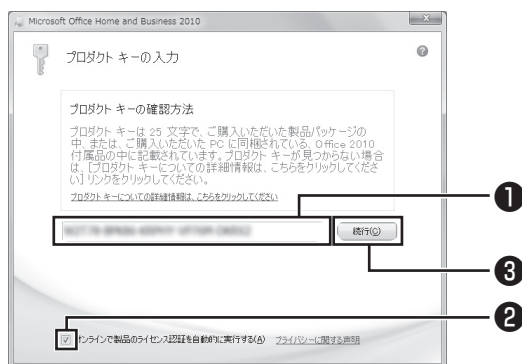 Microsoft Office Home and Business 2010
プロダクト キーの入力
プロダクト キーの確認方法
プロダクト キーは 25 文字で、ご購入いただいた製品パッケージの
中、または、ご購入いただいた PC に同梱されている、Office 2010
付属品の中に記載されています。プロダクト キーが見つからない場合
は、[プロダクト キーについての詳細情報は、こちらをクリックしてくださ
い] リンクをクリックしてください。
プロダクト キーについての詳細情報は、こちらをクリックしてください
❶
続行(C)
❸
❷
オンラインで製品のライセンス認証を自動的に実行する(A) プライバシーに関する声明